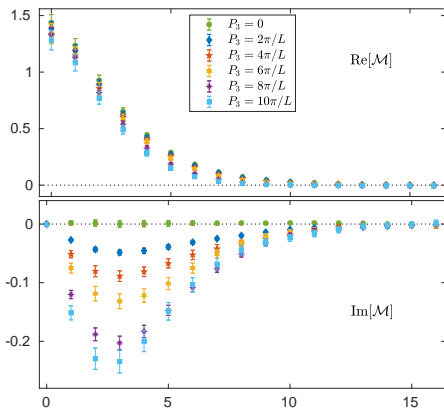 1.5
1
0.5
0
P₃ = 0
P₃ = 2π/L
P₃ = 4π/L
P₃ = 6π/L
P₃ = 8π/L
P₃ = 10π/L
Re[ℳ]
0
-0.1
-0.2
Im[ℳ]
0 5 10 15